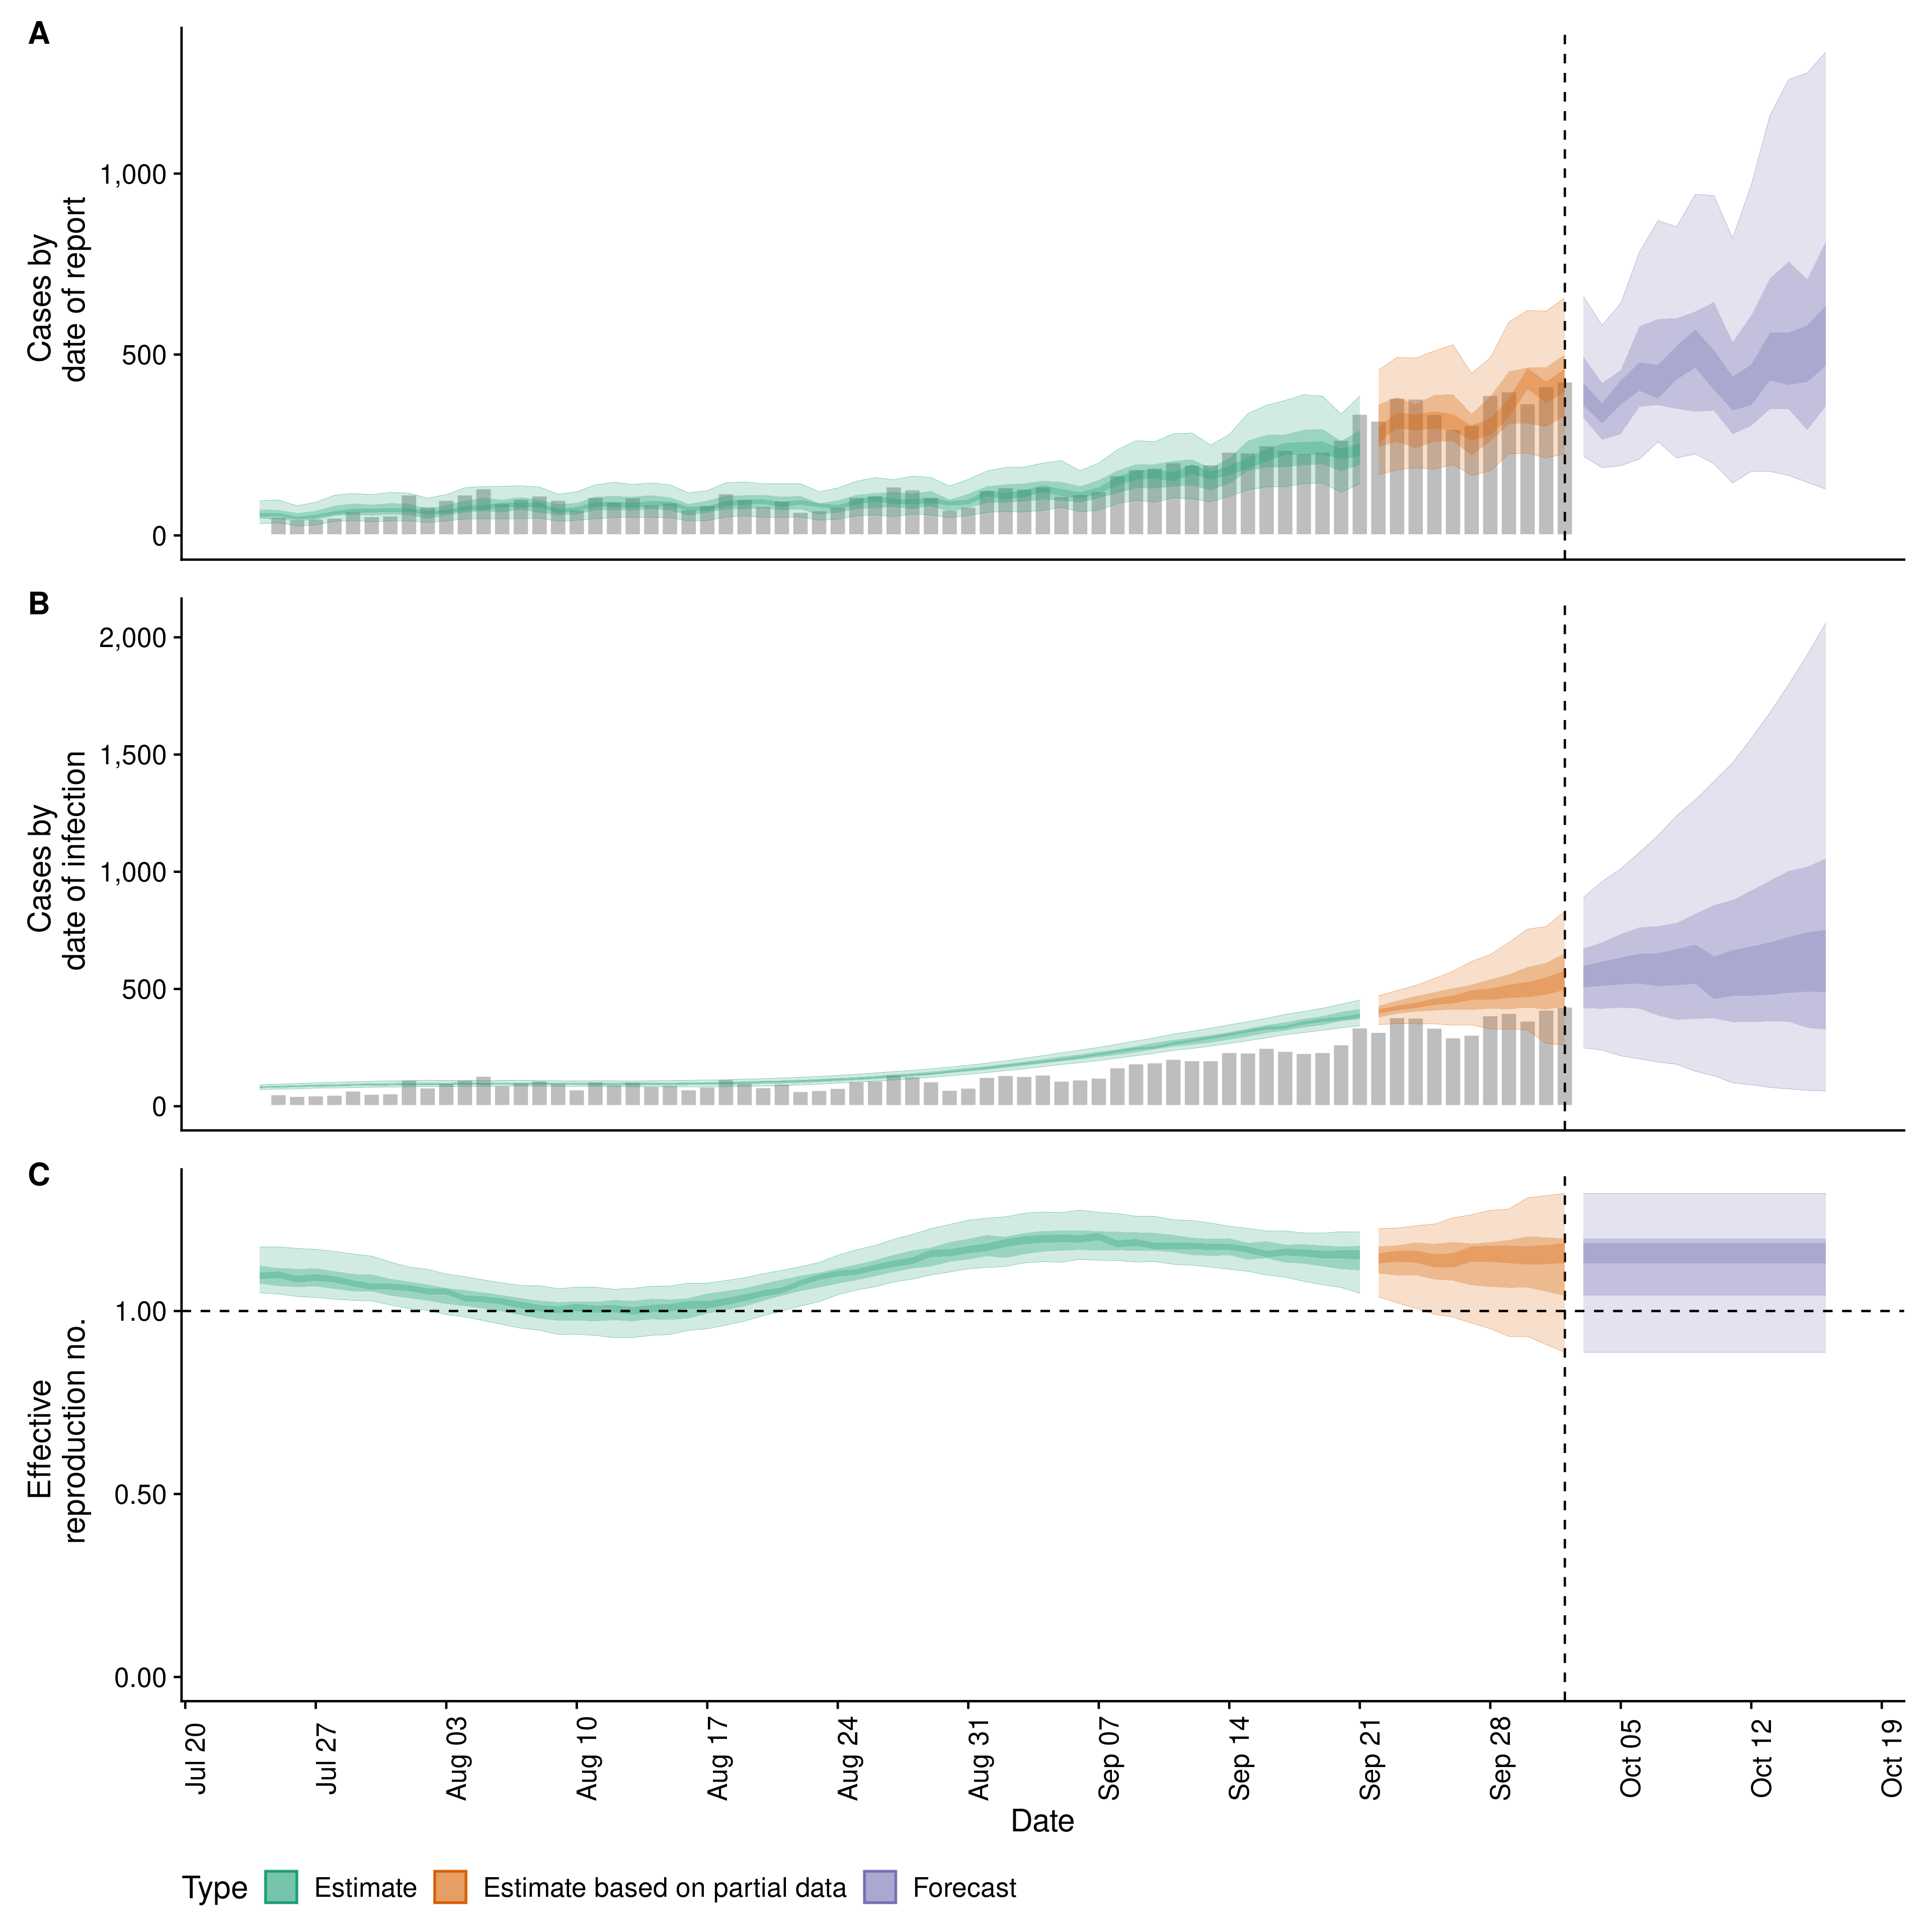 A
Cases by
date of report
1,000
500
0
B
Cases by
date of infection
2,000
1,500
1,000
500
0
C
Effective
reproduction no.
1.00
0.50
0.00
Jul 20
Jul 27
Aug 03
Aug 10
Aug 17
Aug 24
Aug 31
Sep 07
Sep 14
Sep 21
Sep 28
Oct 05
Oct 12
Oct 19
Date
Type Estimate Estimate based on partial data Forecast